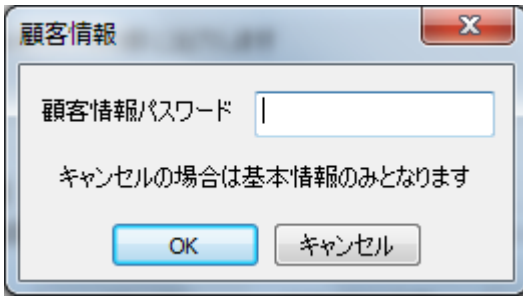 顧客情報
顧客情報パスワード
キャンセルの場合は基本情報のみとなります
OK キャンセル